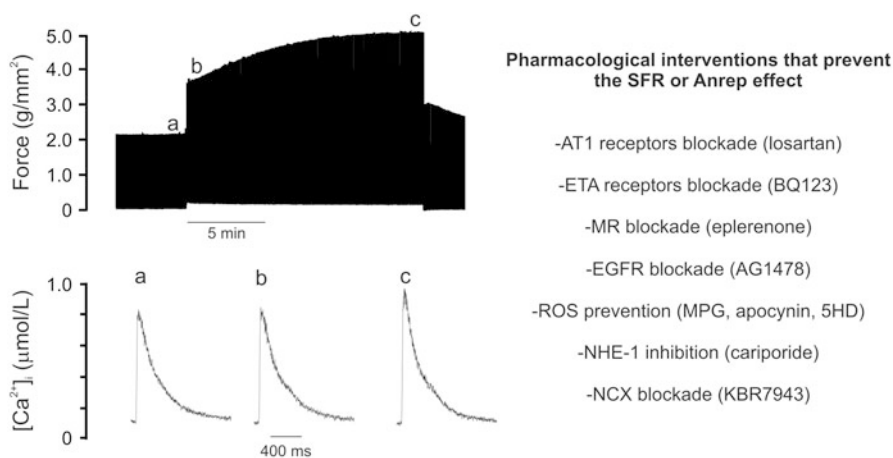 5.0
4.0
3.0
2.0
1.0
0
Force (g/mm²)
a
b
c
5 min
1.0
0
[Ca²⁺]ᵢ (μmol/L)
a
b
c
400 ms
Pharmacological interventions that prevent
the SFR or Anrep effect
-AT1 receptors blockade (losartan)
-ETA receptors blockade (BQ123)
-MR blockade (eplerenone)
-EGFR blockade (AG1478)
-ROS prevention (MPG, apocynin, 5HD)
-NHE-1 inhibition (cariporide)
-NCX blockade (KBR7943)